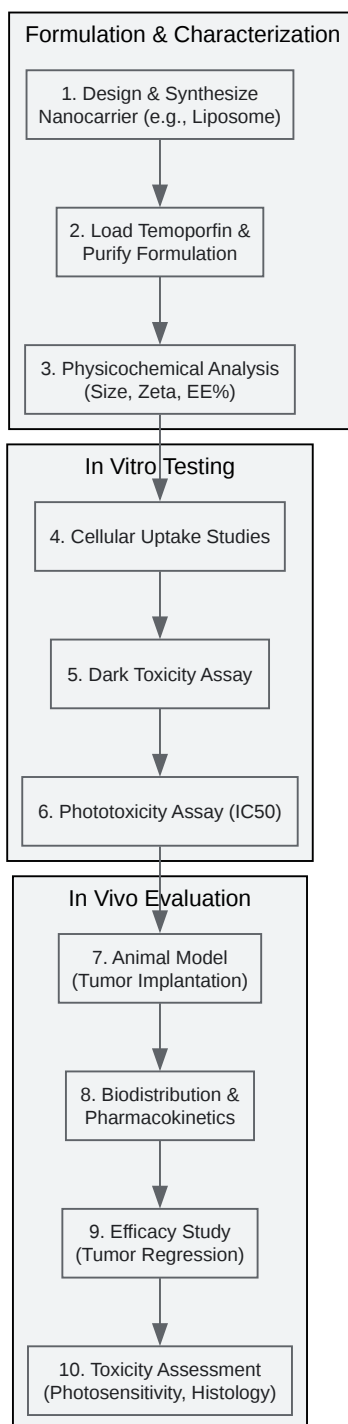 Formulation & Characterization
1. Design & Synthesize
Nanocarrier (e.g., Liposome)
2. Load Temoporfin &
Purify Formulation
3. Physicochemical Analysis
(Size, Zeta, EE%)
In Vitro Testing
4. Cellular Uptake Studies
5. Dark Toxicity Assay
6. Phototoxicity Assay (IC50)
In Vivo Evaluation
7. Animal Model
(Tumor Implantation)
8. Biodistribution &
Pharmacokinetics
9. Efficacy Study
(Tumor Regression)
10. Toxicity Assessment
(Photosensitivity, Histology)